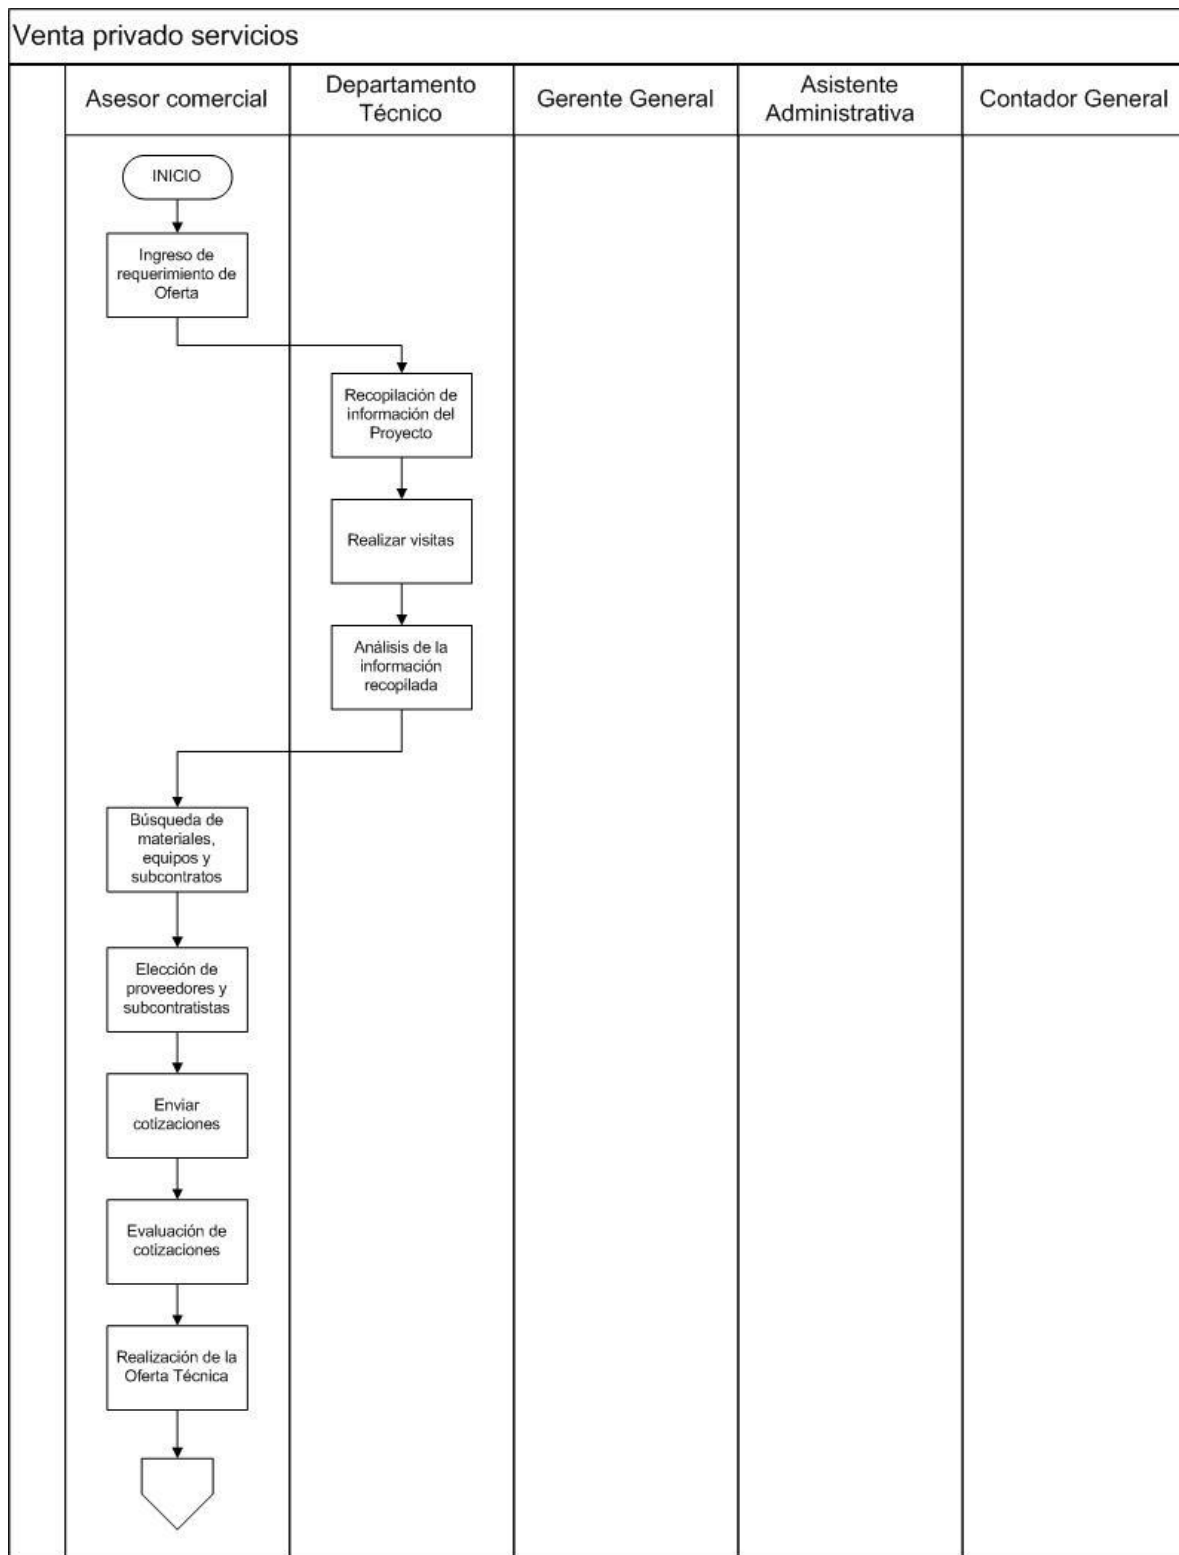 Venta privado servicios
Asesor comercial
Departamento
Técnico
Gerente General
Asistente
Administrativa
Contador General
INICIO
Ingreso de
requerimiento de
Oferta
Recopilación de
información del
Proyecto
Realizar visitas
Análisis de la
información
recopilada
Búsqueda de
materiales,
equipos y
subcontratos
Elección de
proveedores y
subcontratistas
Enviar
cotizaciones
Evaluación de
cotizaciones
Realización de la
Oferta Técnica